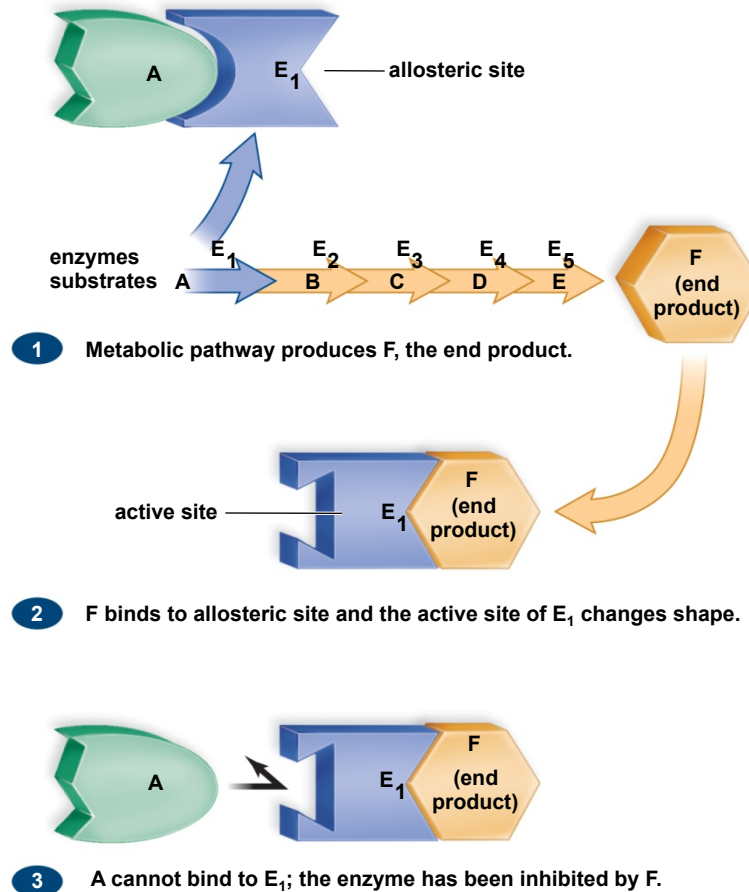 A
E1
allosteric site
enzymes
E1
E2
E3
E4
E5
substrates
A
B
C
D
E
F
(end
product)
1 Metabolic pathway produces F, the end product.
active site
E1
F
(end
product)
2 F binds to allosteric site and the active site of E1 changes shape.
A
E1
F
(end
product)
3 A cannot bind to E1; the enzyme has been inhibited by F.